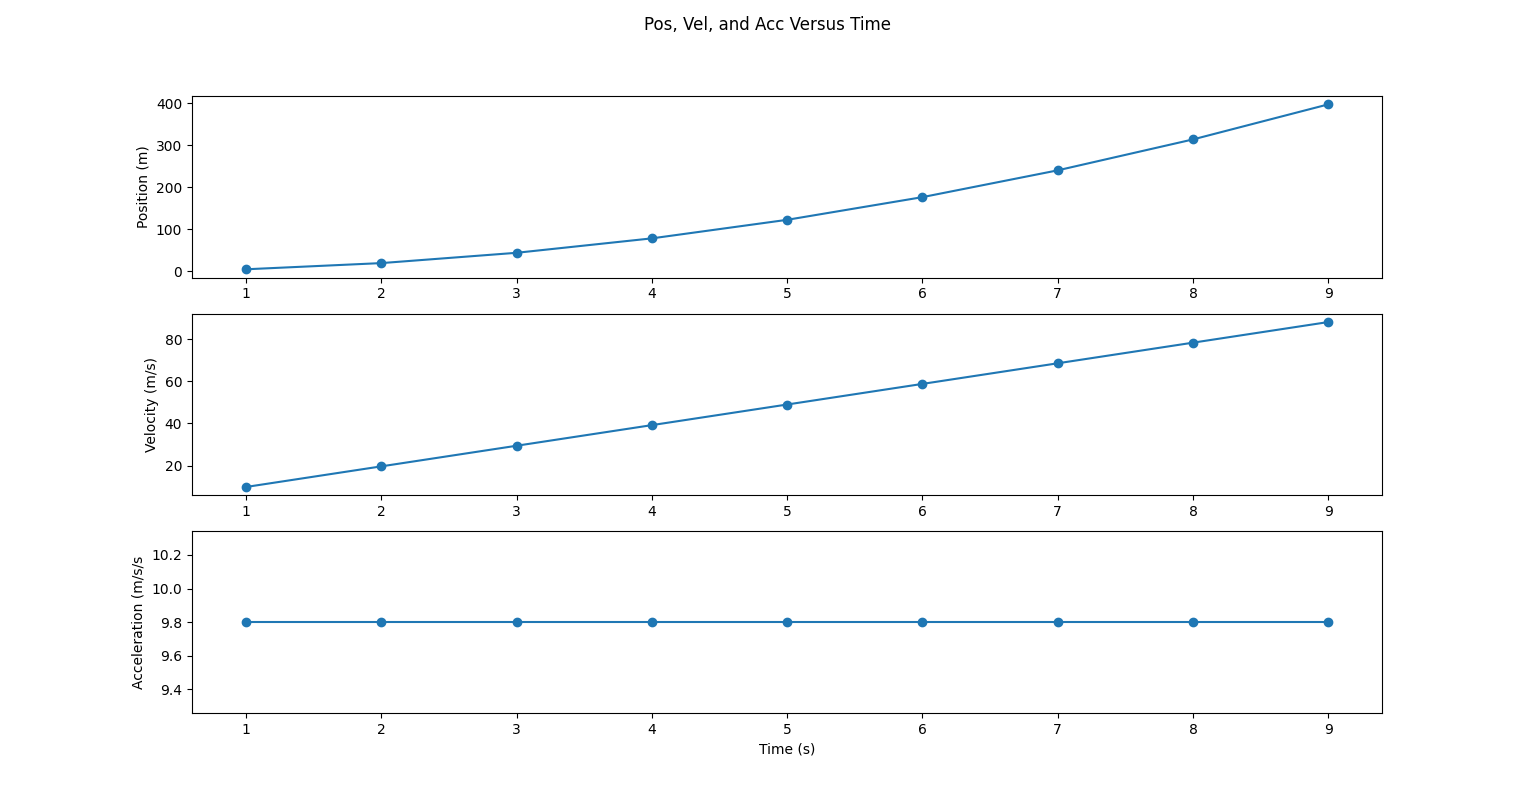 Pos, Vel, and Acc Versus Time
400
300
200
100
0
Position (m)
1 2 3 4 5 6 7 8 9
80
60
40
20
Velocity (m/s)
1 2 3 4 5 6 7 8 9
10.2
10.0
9.8
9.6
9.4
Acceleration (m/s/s
1 2 3 4 5 6 7 8 9
Time (s)